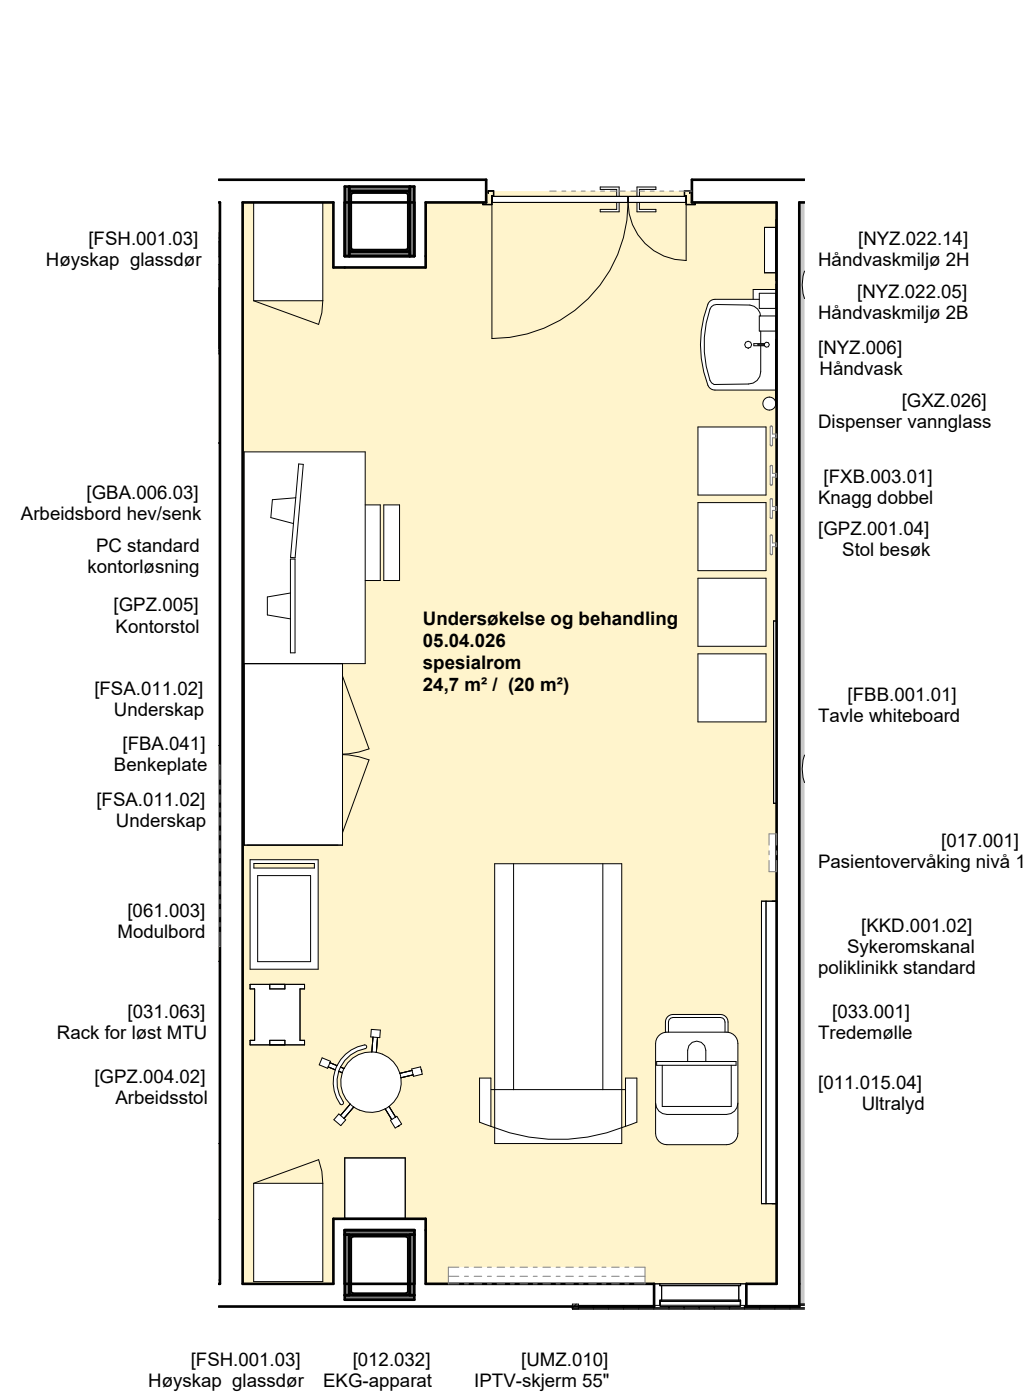 [FSH.001.03]
Høyskap  glassdør
[GBA.006.03]
Arbeidsbord hev/senk
PC standard
kontorløsning
[GPZ.005]
Kontorstol
[FSA.011.02]
Underskap
[FBA.041]
Benkeplate
[FSA.011.02]
Underskap
[061.003]
Modulbord
[031.063]
Rack for løst MTU
[GPZ.004.02]
Arbeidsstol
Undersøkelse og behandling
05.04.026
spesialrom
24,7 m² /  (20 m²)
[NYZ.022.14]
Håndvaskmiljø 2H
[NYZ.022.05]
Håndvaskmiljø 2B
[NYZ.006]
Håndvask
[GXZ.026]
Dispenser vannglass
[FXB.003.01]
Knagg dobbel
[GPZ.001.04]
Stol besøk
[FBB.001.01]
Tavle whiteboard
[017.001]
Pasientovervåking nivå 1
[KKD.001.02]
Sykeromskanal
poliklinikk standard
[033.001]
Tredemølle
[011.015.04]
Ultralyd
[FSH.001.03]
Høyskap  glassdør
[012.032]
EKG-apparat
[UMZ.010]
IPTV-skjerm 55"